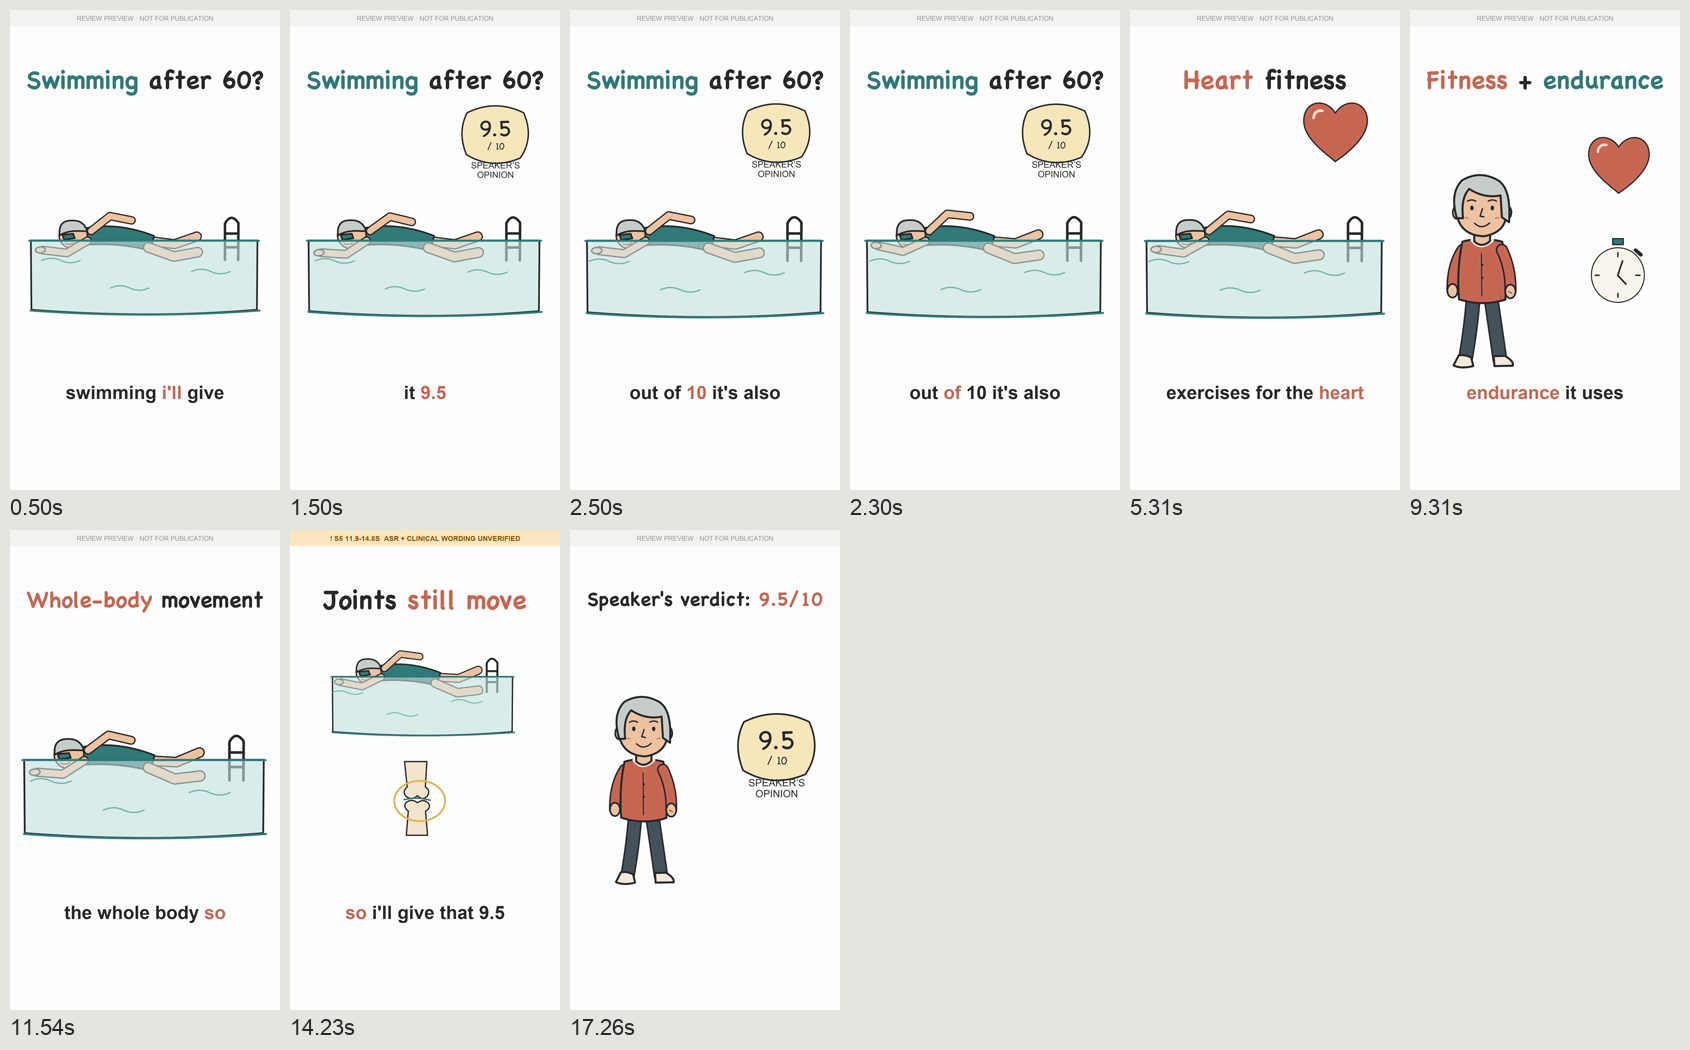 REVIEW PREVIEW - NOT FOR PUBLICATION
Swimming after 60?
swimming i'll give
0.50s
REVIEW PREVIEW - NOT FOR PUBLICATION
Swimming after 60?
9.5
/ 10
SPEAKER'S
OPINION
it 9.5
1.50s
REVIEW PREVIEW - NOT FOR PUBLICATION
Swimming after 60?
9.5
/ 10
SPEAKER'S
OPINION
out of 10 it's also
2.50s
REVIEW PREVIEW - NOT FOR PUBLICATION
Swimming after 60?
9.5
/ 10
SPEAKER'S
OPINION
out of 10 it's also
2.30s
REVIEW PREVIEW - NOT FOR PUBLICATION
Heart fitness
exercises for the heart
5.31s
REVIEW PREVIEW - NOT FOR PUBLICATION
Fitness + endurance
endurance it uses
9.31s
REVIEW PREVIEW - NOT FOR PUBLICATION
Whole-body movement
the whole body so
11.54s
! S5 11.9-14.8S ASR + CLINICAL WORDING UNVERIFIED
Joints still move
so i'll give that 9.5
14.23s
REVIEW PREVIEW - NOT FOR PUBLICATION
Speaker's verdict: 9.5/10
9.5
/ 10
SPEAKER'S
OPINION
17.26s